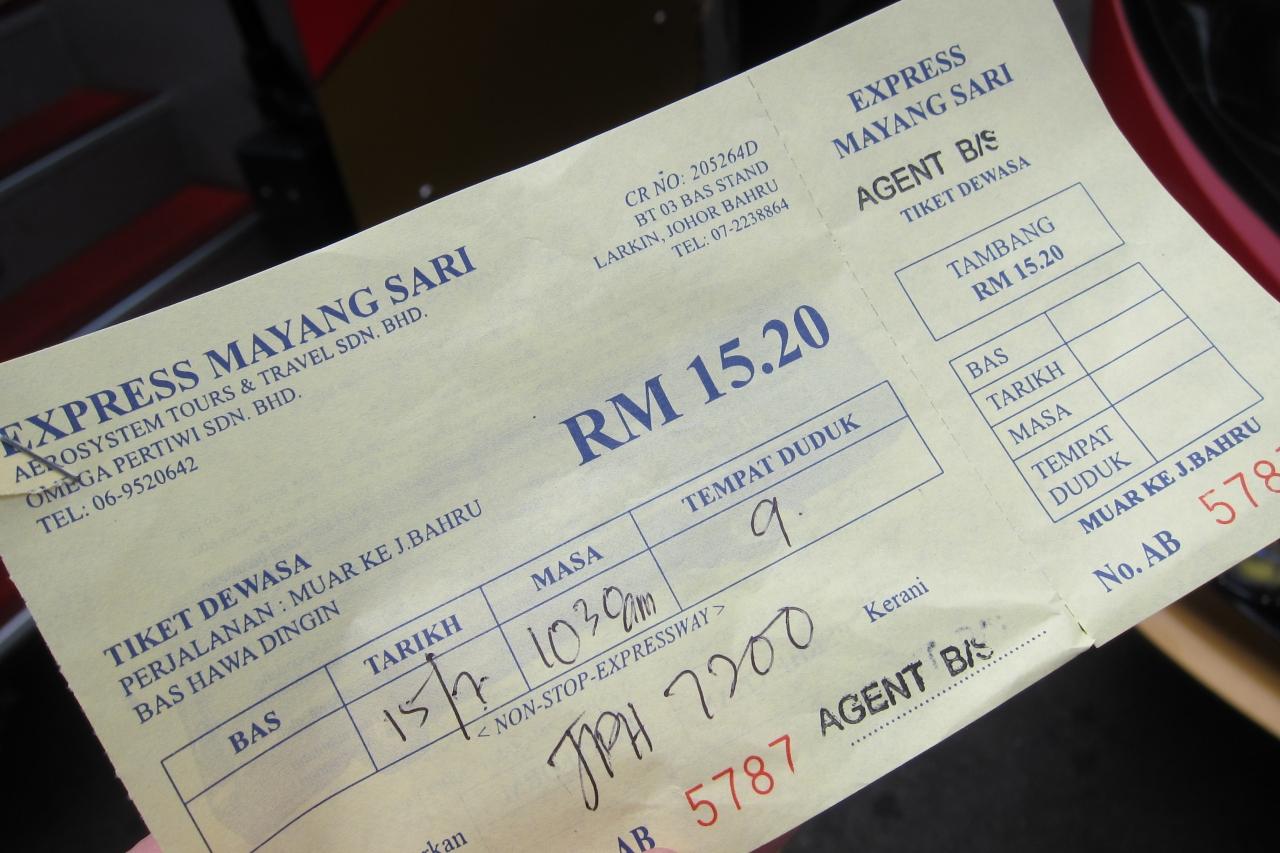 EXPRESS MAYANG SARI
AEROSYSTEM TOURS & TRAVEL SDN. BHD.
OMEGA PERTIWI SDN. BHD.
TEL: 06-9520642
CR NO: 205264D
BT 03 BAS STAND
LARKIN, JOHOR BAHRU
TEL: 07-2238864
RM 15.20
TIKET DEWASA
PERJALANAN : MUAR KE J.BAHRU
BAS HAWA DINGIN
BAS TARIKH MASA TEMPAT DUDUK
15/7 1030am 9.
< NON-STOP-EXPRESSWAY >
JPH 7200
Kerani
AGENT B/S
AB 5787
EXPRESS
MAYANG SARI
AGENT B/S
TIKET DEWASA
TAMBANG
RM 15.20
BAS
TARIKH
MASA
TEMPAT
DUDUK
MUAR KE J.BAHRU
No. AB 578